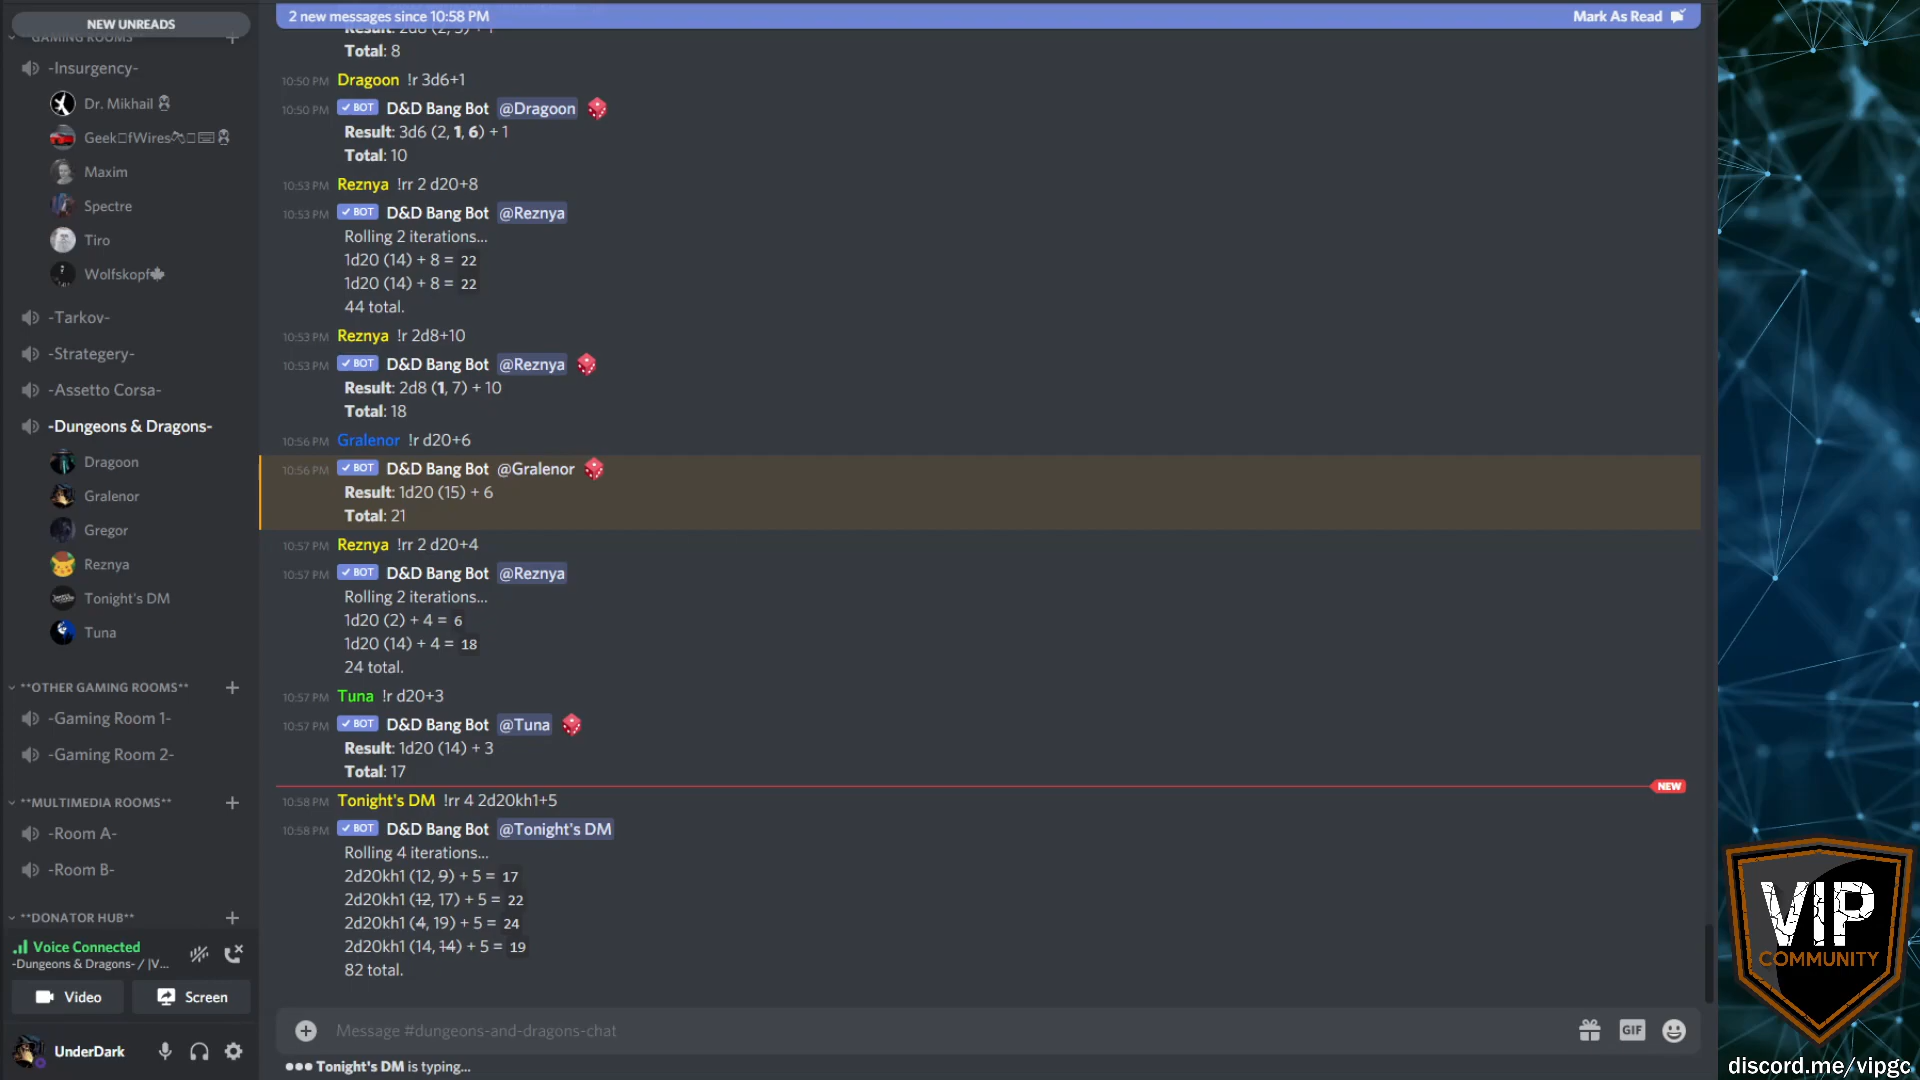 NEW UNREADS
GAMING ROOMS
-Insurgency-
Dr. Mikhail
Geek fWires
Maxim
Spectre
Tiro
Wolfskopf
-Tarkov-
-Strategery-
-Assetto Corsa-
-Dungeons & Dragons-
Dragoon
Gralenor
Gregor
Reznya
Tonight's DM
Tuna
**OTHER GAMING ROOMS**
-Gaming Room 1-
-Gaming Room 2-
**MULTIMEDIA ROOMS**
-Room A-
-Room B-
**DONATOR HUB**
Voice Connected
-Dungeons & Dragons- / |V...
Video Screen
UnderDark
2 new messages since 10:58 PM Mark As Read
Total: 8
10:50 PM Dragoon !r 3d6+1
10:50 PM ✓ BOT D&D Bang Bot @Dragoon
Result: 3d6 (2, 1, 6) + 1
Total: 10
10:53 PM Reznya !rr 2 d20+8
10:53 PM ✓ BOT D&D Bang Bot @Reznya
Rolling 2 iterations...
1d20 (14) + 8 = 22
1d20 (14) + 8 = 22
44 total.
10:53 PM Reznya !r 2d8+10
10:53 PM ✓ BOT D&D Bang Bot @Reznya
Result: 2d8 (1, 7) + 10
Total: 18
10:56 PM Gralenor !r d20+6
10:56 PM ✓ BOT D&D Bang Bot @Gralenor
Result: 1d20 (15) + 6
Total: 21
10:57 PM Reznya !rr 2 d20+4
10:57 PM ✓ BOT D&D Bang Bot @Reznya
Rolling 2 iterations...
1d20 (2) + 4 = 6
1d20 (14) + 4 = 18
24 total.
10:57 PM Tuna !r d20+3
10:57 PM ✓ BOT D&D Bang Bot @Tuna
Result: 1d20 (14) + 3
Total: 17
NEW
10:58 PM Tonight's DM !rr 4 2d20kh1+5
10:58 PM ✓ BOT D&D Bang Bot @Tonight's DM
Rolling 4 iterations...
2d20kh1 (12, 9) + 5 = 17
2d20kh1 (12, 17) + 5 = 22
2d20kh1 (4, 19) + 5 = 24
2d20kh1 (14, 14) + 5 = 19
82 total.
Message #dungeons-and-dragons-chat
GIF
Tonight's DM is typing...
VIP
COMMUNITY
discord.me/vipgc